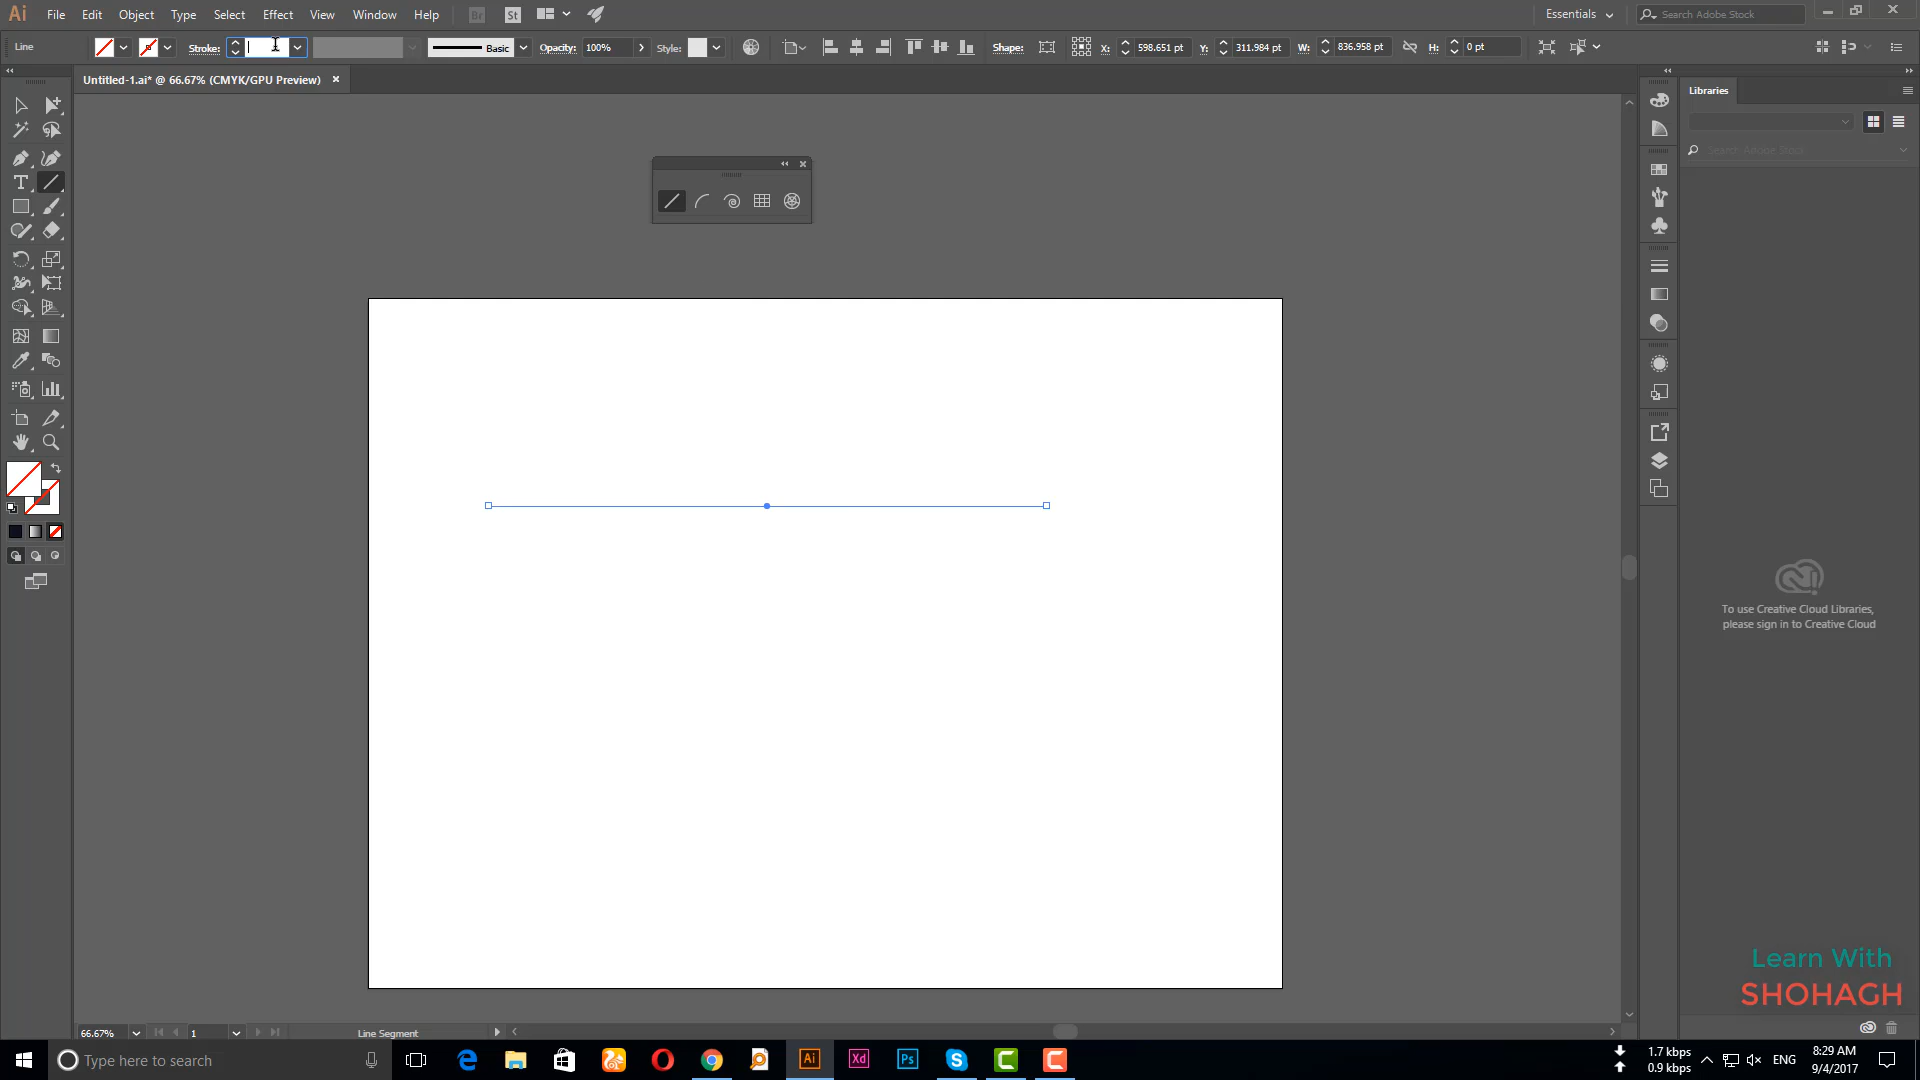 Ai File Edit Object Type Select Effect View Window Help Br St Essentials Search Adobe Stock
Line Stroke: Basic Opacity: 100% Style: Shape: X: 598.651 pt Y: 311.984 pt W: 836.958 pt H: 0 pt
Untitled-1.ai* @ 66.67% (CMYK/GPU Preview)
Libraries
Search Adobe Stock
To use Creative Cloud Libraries,
please sign in to Creative Cloud
Learn With
SHOHAGH
66.67% 1 Line Segment
Type here to search
Ai Xd Ps
1.7 kbps
0.9 kbps
ENG
8:29 AM
9/4/2017